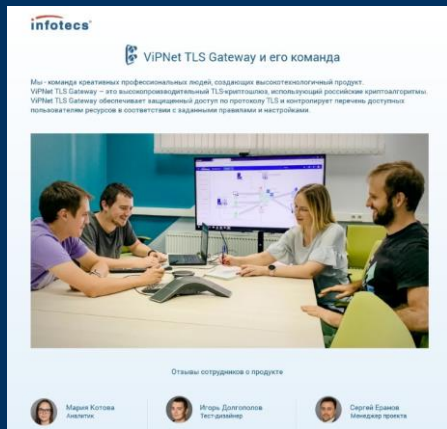 infotecs
ViPNet TLS Gateway и его команда
Мы - команда креативных профессиональных людей, создающих высокотехнологичный продукт.
ViPNet TLS Gateway – это высокопроизводительный TLS-криптошлюз, использующий российские криптоалгоритмы.
ViPNet TLS Gateway обеспечивает защищенный доступ по протоколу TLS и контролирует перечень доступных
пользователям ресурсов в соответствии с заданными правилами и настройками.
Отзывы сотрудников о продукте
Мария Котова
Аналитик
Игорь Долгополов
Тест-дизайнер
Сергей Еранов
Менеджер проекта